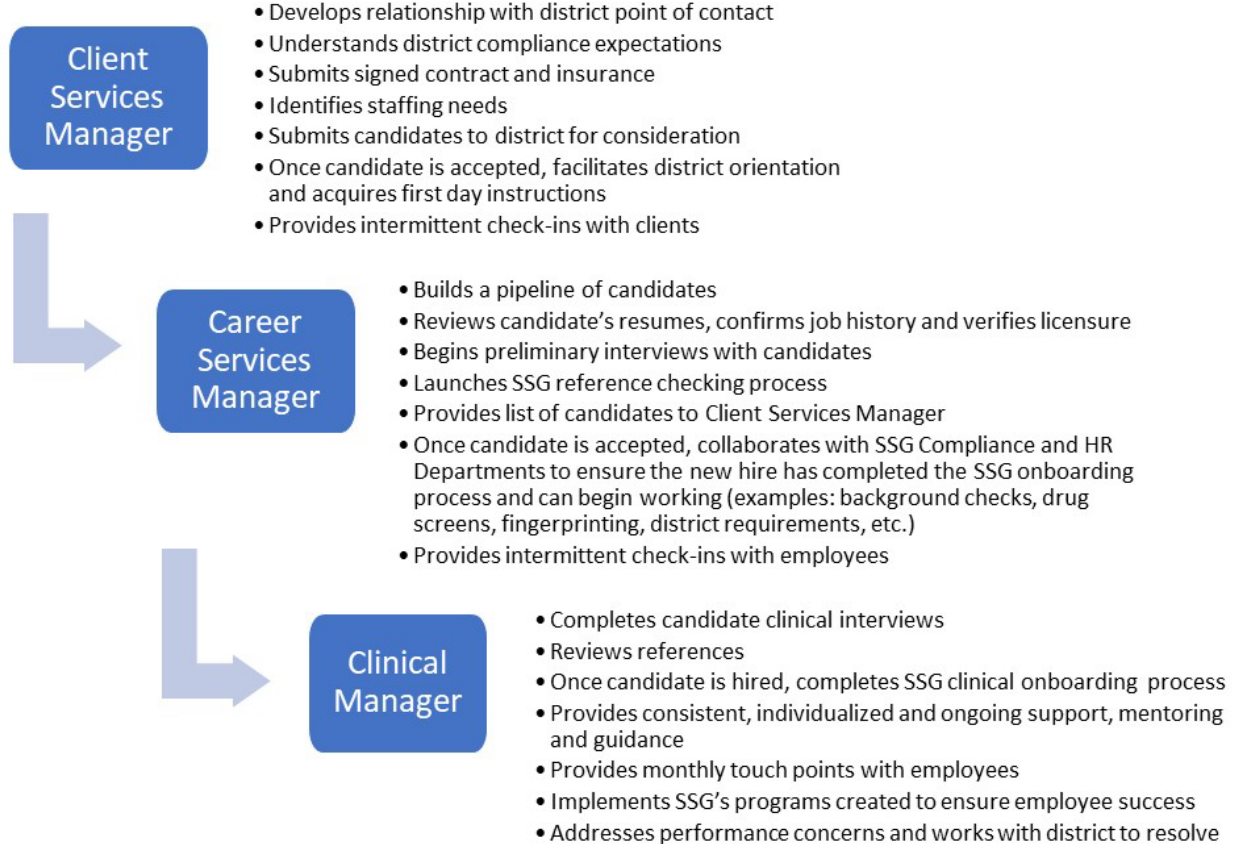 Client
Services
Manager
• Develops relationship with district point of contact
• Understands district compliance expectations
• Submits signed contract and insurance
• Identifies staffing needs
• Submits candidates to district for consideration
• Once candidate is accepted, facilitates district orientation
and acquires first day instructions
• Provides intermittent check-ins with clients
Career
Services
Manager
• Builds a pipeline of candidates
• Reviews candidate's resumes, confirms job history and verifies licensure
• Begins preliminary interviews with candidates
• Launches SSG reference checking process
• Provides list of candidates to Client Services Manager
• Once candidate is accepted, collaborates with SSG Compliance and HR
Departments to ensure the new hire has completed the SSG onboarding
process and can begin working (examples: background checks, drug
screens, fingerprinting, district requirements, etc.)
• Provides intermittent check-ins with employees
Clinical
Manager
• Completes candidate clinical interviews
• Reviews references
• Once candidate is hired, completes SSG clinical onboarding process
• Provides consistent, individualized and ongoing support, mentoring
and guidance
• Provides monthly touch points with employees
• Implements SSG's programs created to ensure employee success
• Addresses performance concerns and works with district to resolve